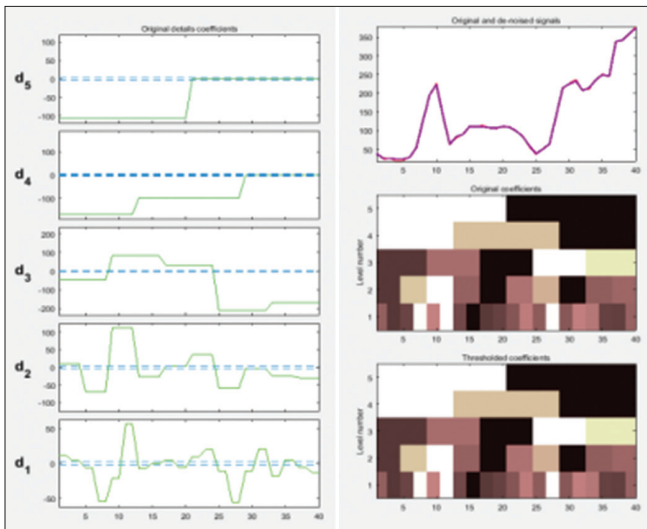 Original details coefficients
d5
100
50
0
-50
-100
d4
100
0
-100
d3
200
100
0
-100
-200
d2
100
50
0
-50
-100
d1
50
0
-50
5 10 15 20 25 30 35 40
Original and de-noised signals
350
300
250
200
150
100
50
5 10 15 20 25 30 35 40
Original coefficients
Level number
5
4
3
2
1
5 10 15 20 25 30 35 40
Thresholded coefficients
Level number
5
4
3
2
1
5 10 15 20 25 30 35 40